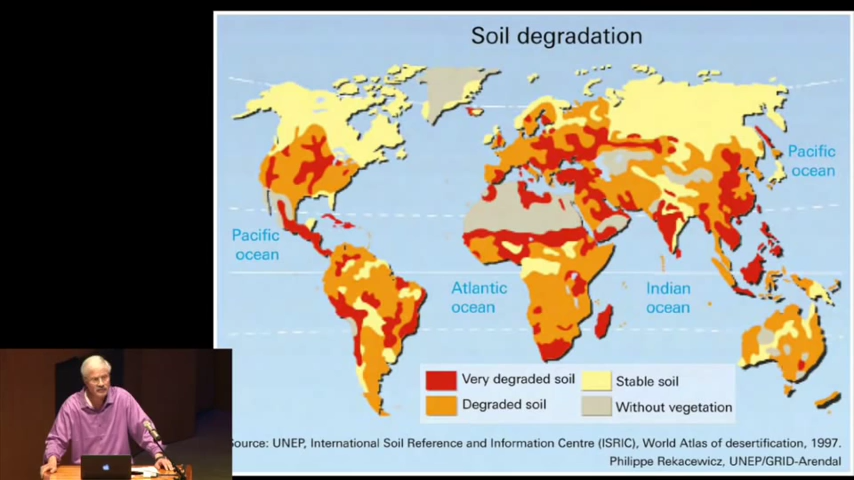 Soil degradation
Pacific
ocean
Pacific
ocean
Atlantic
ocean
Indian
ocean
Very degraded soil
Stable soil
Degraded soil
Without vegetation
Source: UNEP, International Soil Reference and Information Centre (ISRIC), World Atlas of desertification, 1997.
Philippe Rekacewicz, UNEP/GRID-Arendal